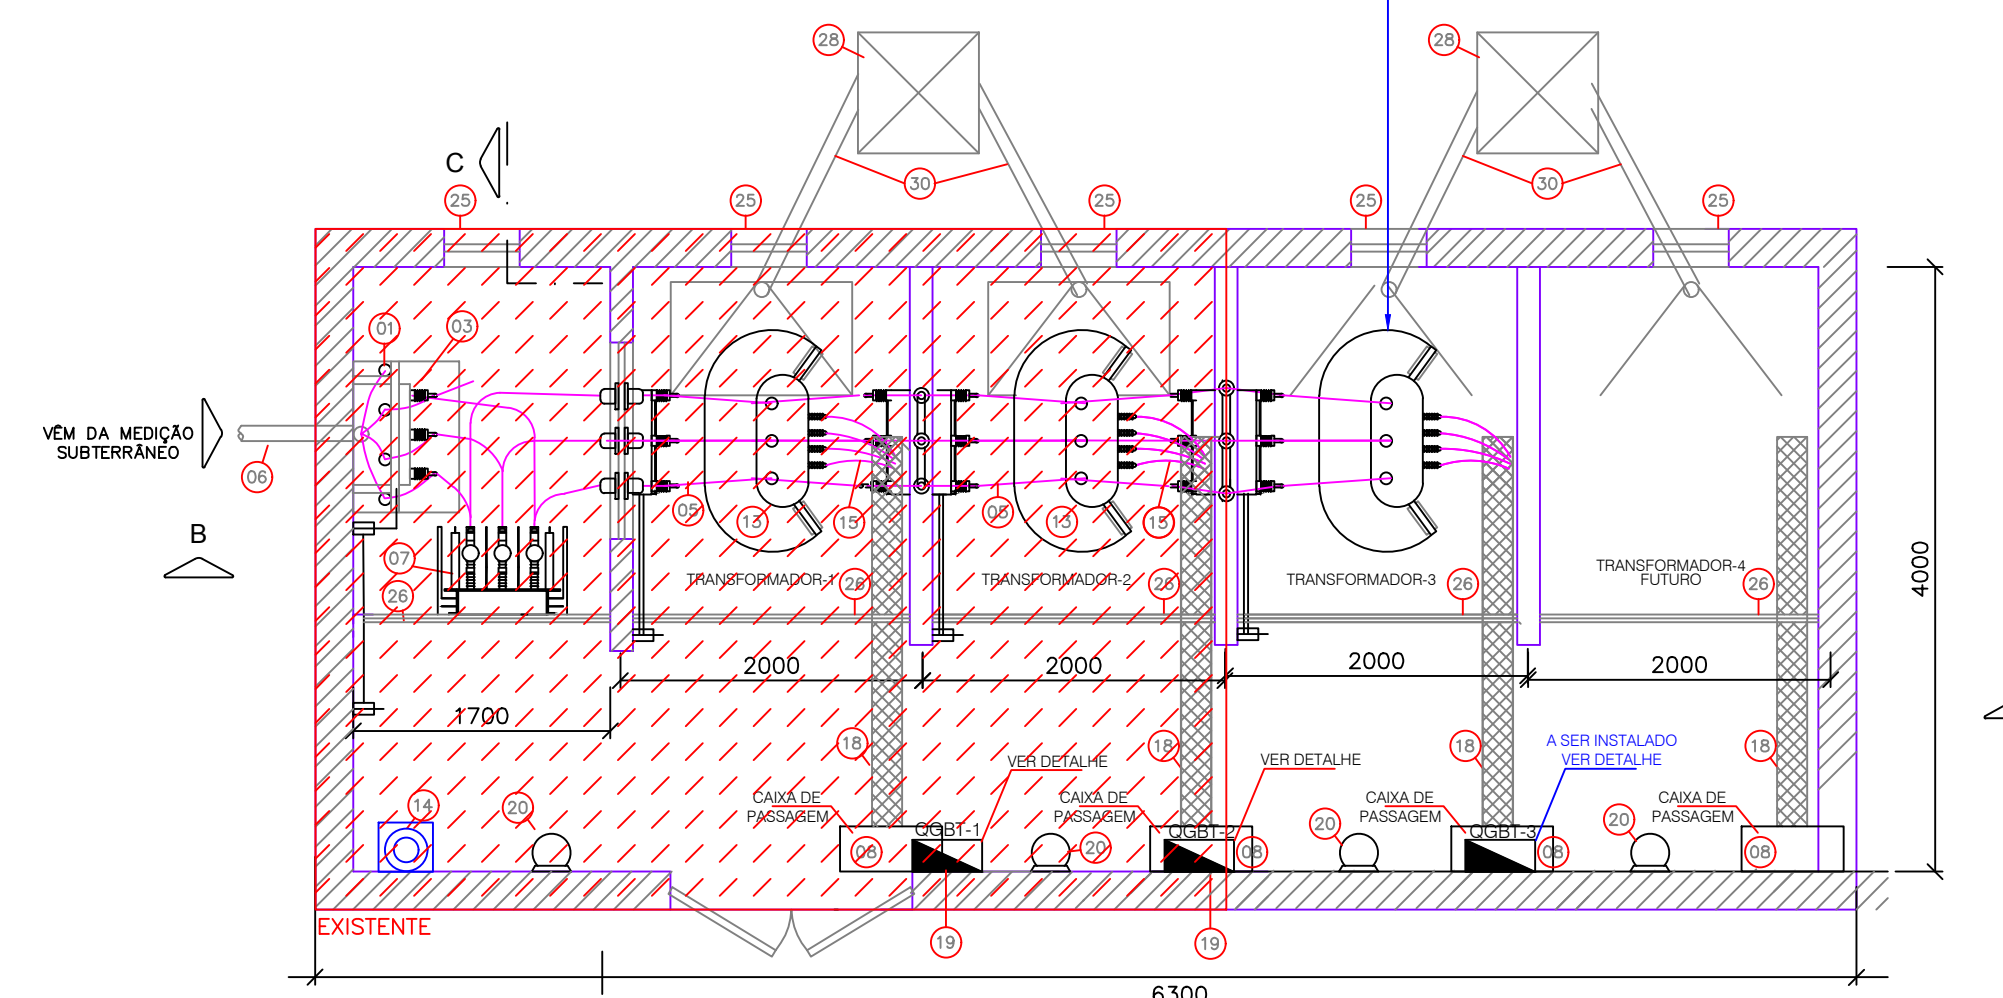 28
28
C
30
30
25
25
25
25
25
01
03
VÊM DA MEDIÇÃO
SUBTERRÂNEO
06
05
13
15
05
13
15
B
07
26
TRANSFORMADOR-1
26
TRANSFORMADOR-2
26
TRANSFORMADOR-3
26
TRANSFORMADOR-4
FUTURO
26
4000
2000
2000
2000
2000
1700
18
18
18
18
A SER INSTALADO
VER DETALHE
VER DETALHE
VER DETALHE
14
20
CAIXA DE
PASSAGEM
CAIXA DE
PASSAGEM
CAIXA DE
PASSAGEM
CAIXA DE
PASSAGEM
20
20
20
QGBT-1
QGBT-2
QGBT-3
08
08
08
08
EXISTENTE
19
19
6300